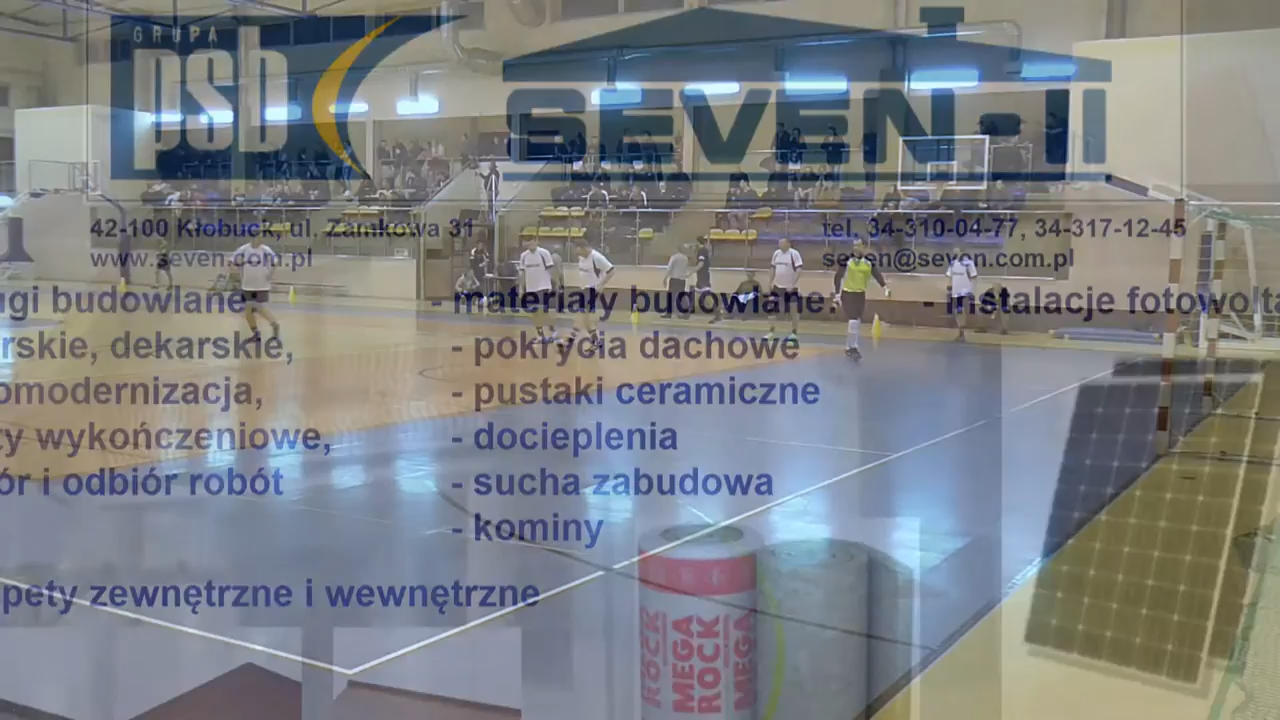 GRUPA
PSB
SEVEN-II
42-100 Kłobuck, ul. Zamkowa 31
tel. 34-310-04-77, 34-317-12-45
www.seven.com.pl
seven@seven.com.pl
ugi budowlane
rskie, dekarskie,
omodernizacja,
ty wykończeniowe,
ór i odbiór robót
- materiały budowlane:
- pokrycia dachowe
- pustaki ceramiczne
- docieplenia
- sucha zabudowa
- kominy
- instalacje fotowolta
pety zewnętrzne i wewnętrzne
ROCK
MEGA
ROCK
MEGA